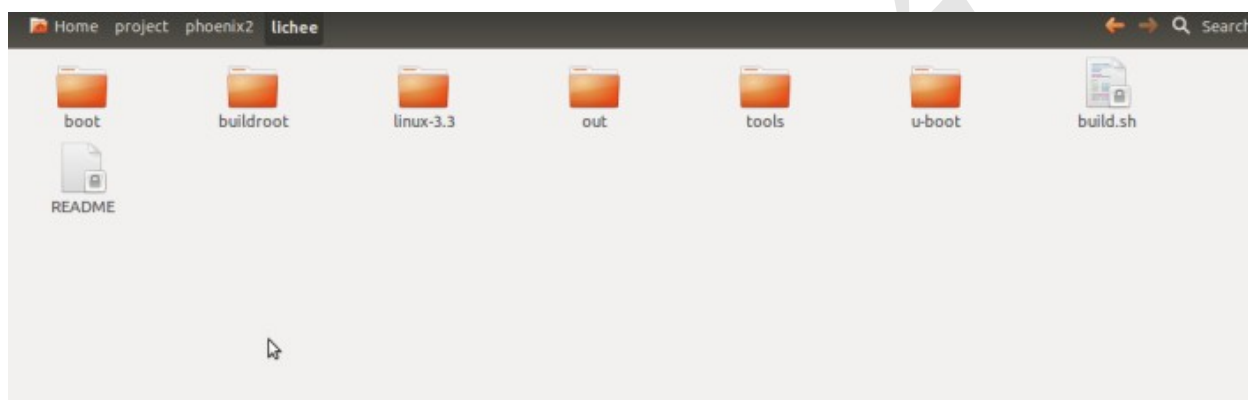 Home project phoenix2 lichee Search
boot buildroot linux-3.3 out tools u-boot build.sh
README